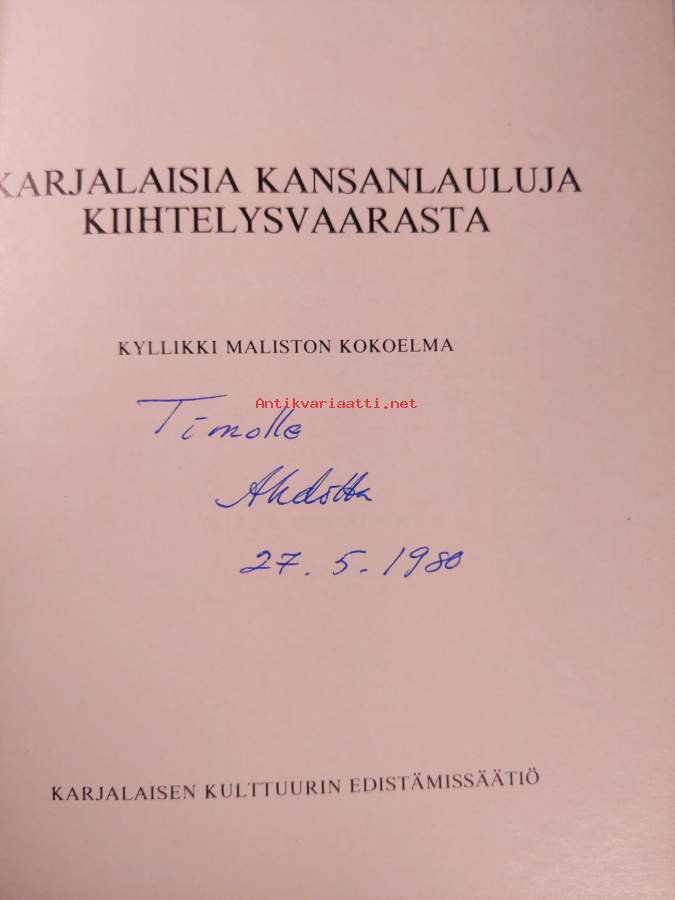 KARJALAISIA KANSANLAULUJA
KIIHTELYSVAARASTA
KYLLIKKI MALISTON KOKOELMA
Antikvariaatti.net
Timolle
27.5.1980
KARJALAISEN KULTTUURIN EDISTÄMISSÄÄTIÖ